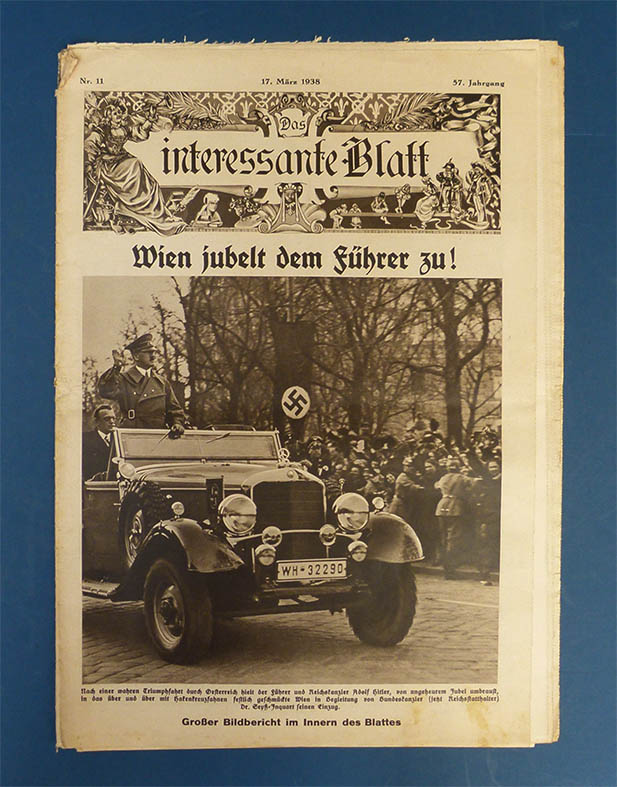 Nr. 11 17. März 1938 57. Jahrgang
Das
interessante Blatt
Wien jubelt dem Führer zu!
WH-32290
Nach einer wahren Triumphfahrt durch Oesterreich hielt der Führer und Reichskanzler Adolf Hitler, von ungeheurem Jubel umbraust,
in das über und über mit Hakenkreuzfahnen festlich geschmückte Wien in Begleitung von Bundeskanzler (jetzt Reichsstatthalter)
Dr. Seyß-Inquart seinen Einzug.
Großer Bildbericht im Innern des Blattes